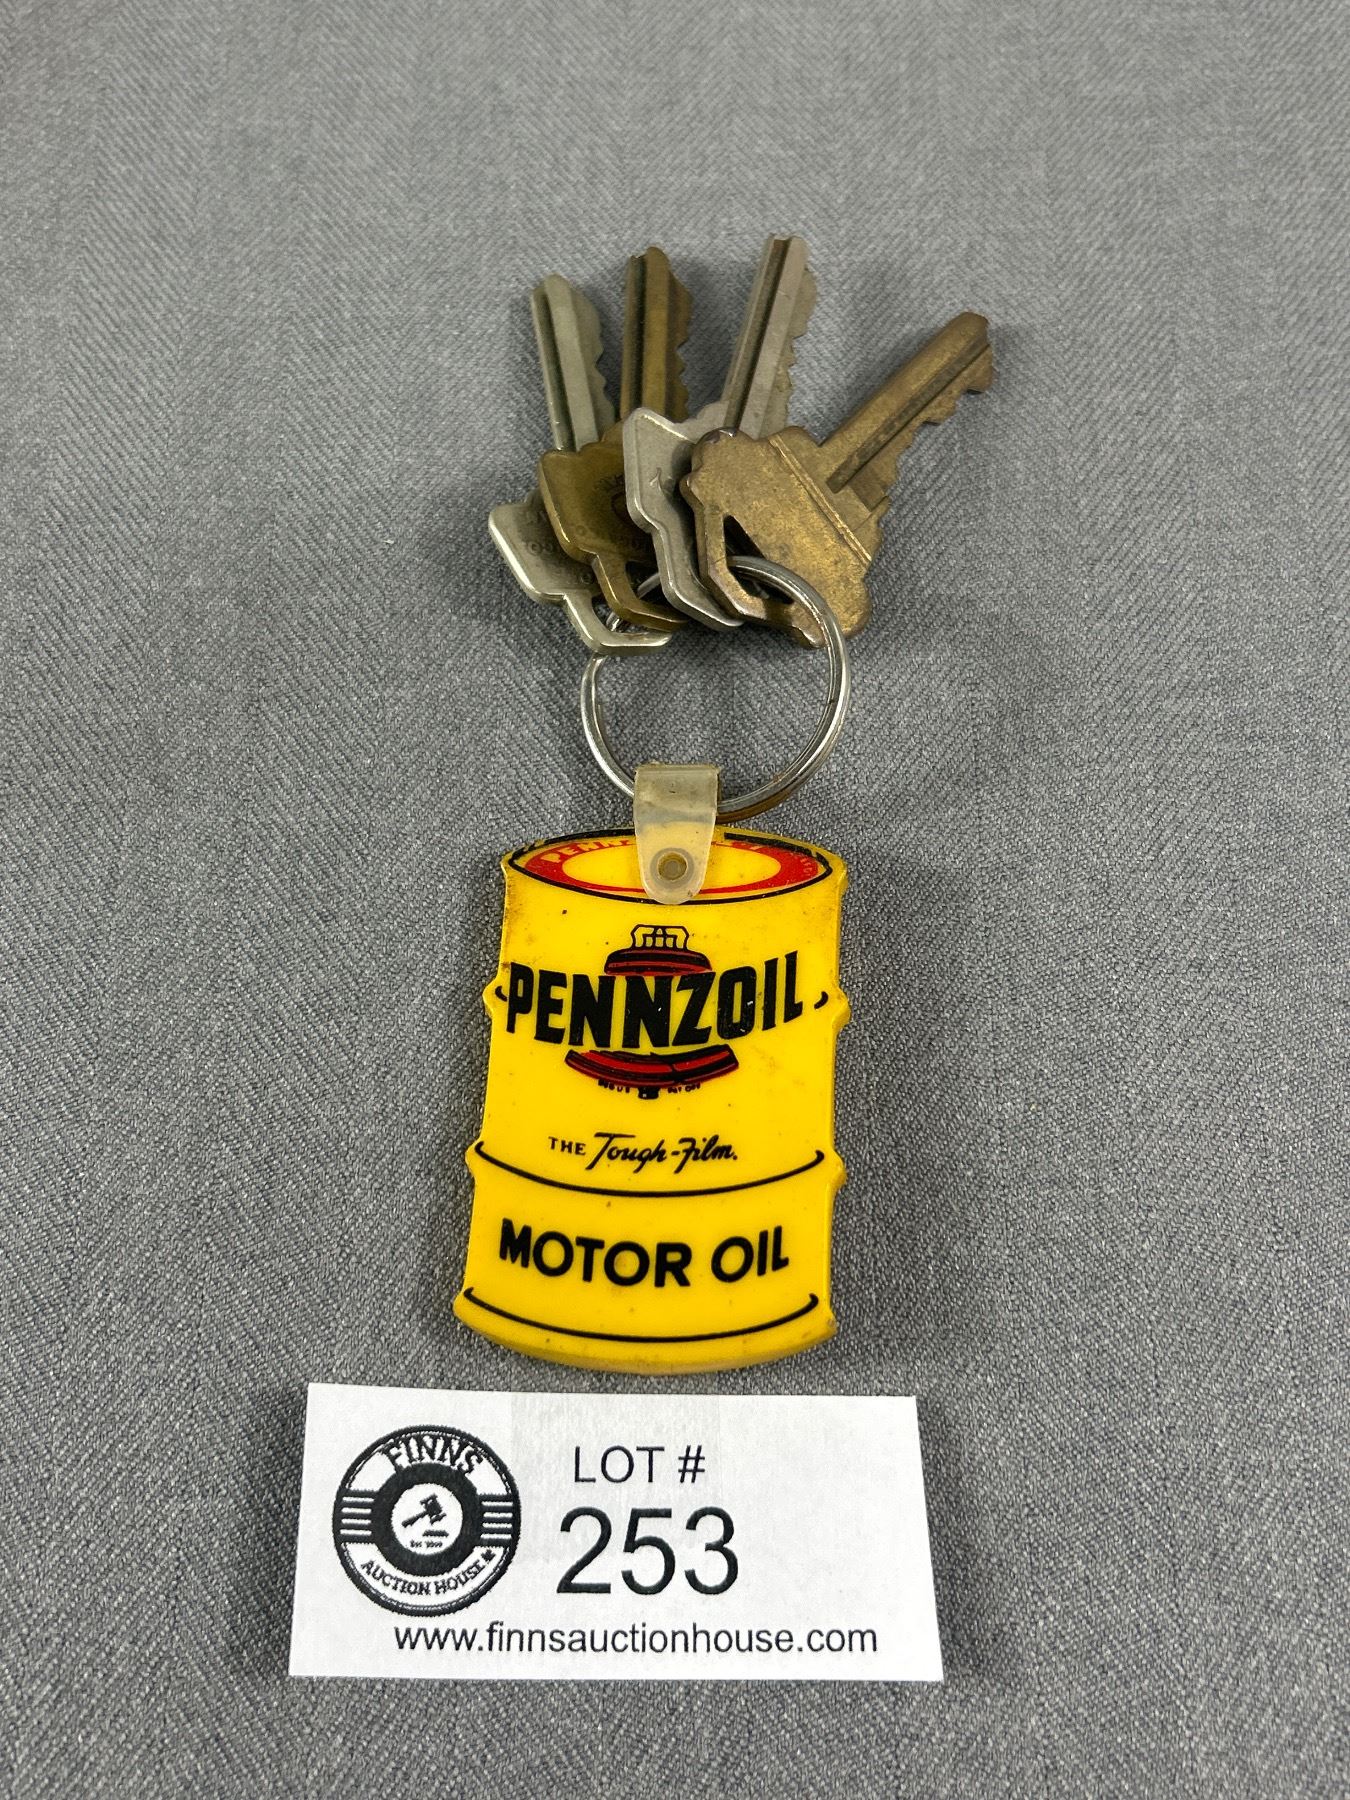 PENNZOIL
THE Tough-Film.
MOTOR OIL
FINNS
AUCTION HOUSE
LOT #
253
www.finnsauctionhouse.com